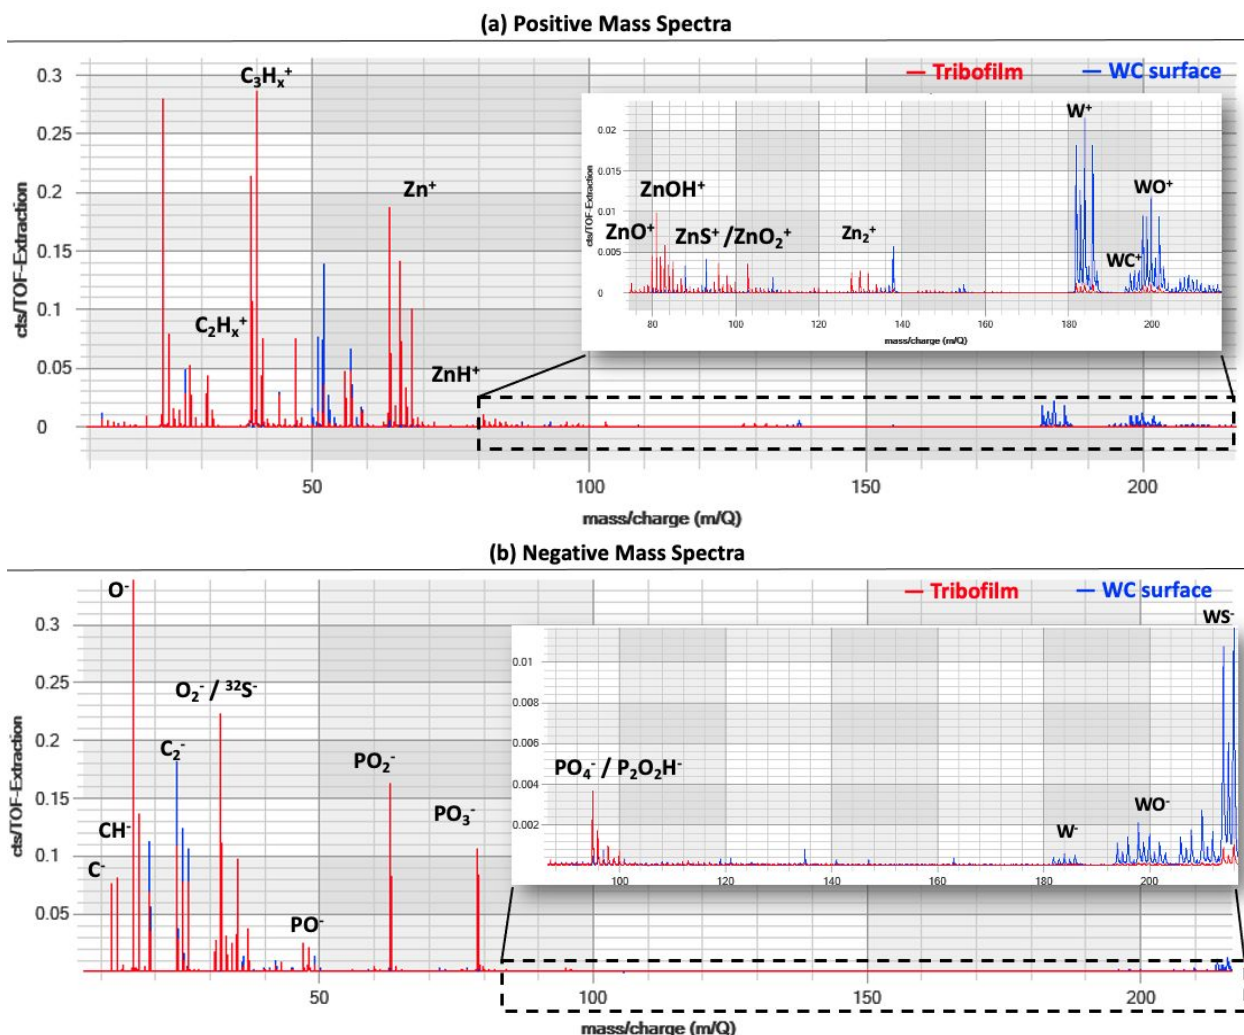 (a) Positive Mass Spectra
— Tribofilm — WC surface
C₃Hₓ⁺
C₂Hₓ⁺
Zn⁺
ZnH⁺
cts/TOF-Extraction
0.3
0.25
0.2
0.15
0.1
0.05
0
50 100 150 200
mass/charge (m/Q)
W⁺
WO⁺
WC⁺
ZnOH⁺
ZnO⁺
ZnS⁺ /ZnO₂⁺
Zn₂⁺
cts/TOF-Extraction
0.02
0.015
0.01
0.005
0
80 100 120 140 160 180 200
mass/charge (m/Q)
(b) Negative Mass Spectra
— Tribofilm — WC surface
O⁻
O₂⁻ / ³²S⁻
C₂⁻
CH⁻
C⁻
PO⁻
PO₂⁻
PO₃⁻
cts/TOF-Extraction
0.3
0.25
0.2
0.15
0.1
0.05
50 100 150 200
mass/charge (m/Q)
WS⁻
PO₄⁻ / P₂O₂H⁻
W⁻
WO⁻
0.01
0.008
0.006
0.004
0.002
100 120 140 160 180 200